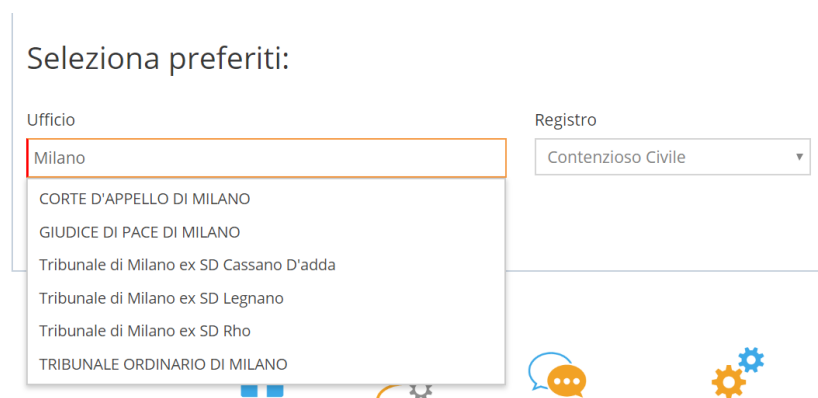 Seleziona preferiti:
Ufficio
Registro
Milano
Contenzioso Civile
CORTE D'APPELLO DI MILANO
GIUDICE DI PACE DI MILANO
Tribunale di Milano ex SD Cassano D'adda
Tribunale di Milano ex SD Legnano
Tribunale di Milano ex SD Rho
TRIBUNALE ORDINARIO DI MILANO